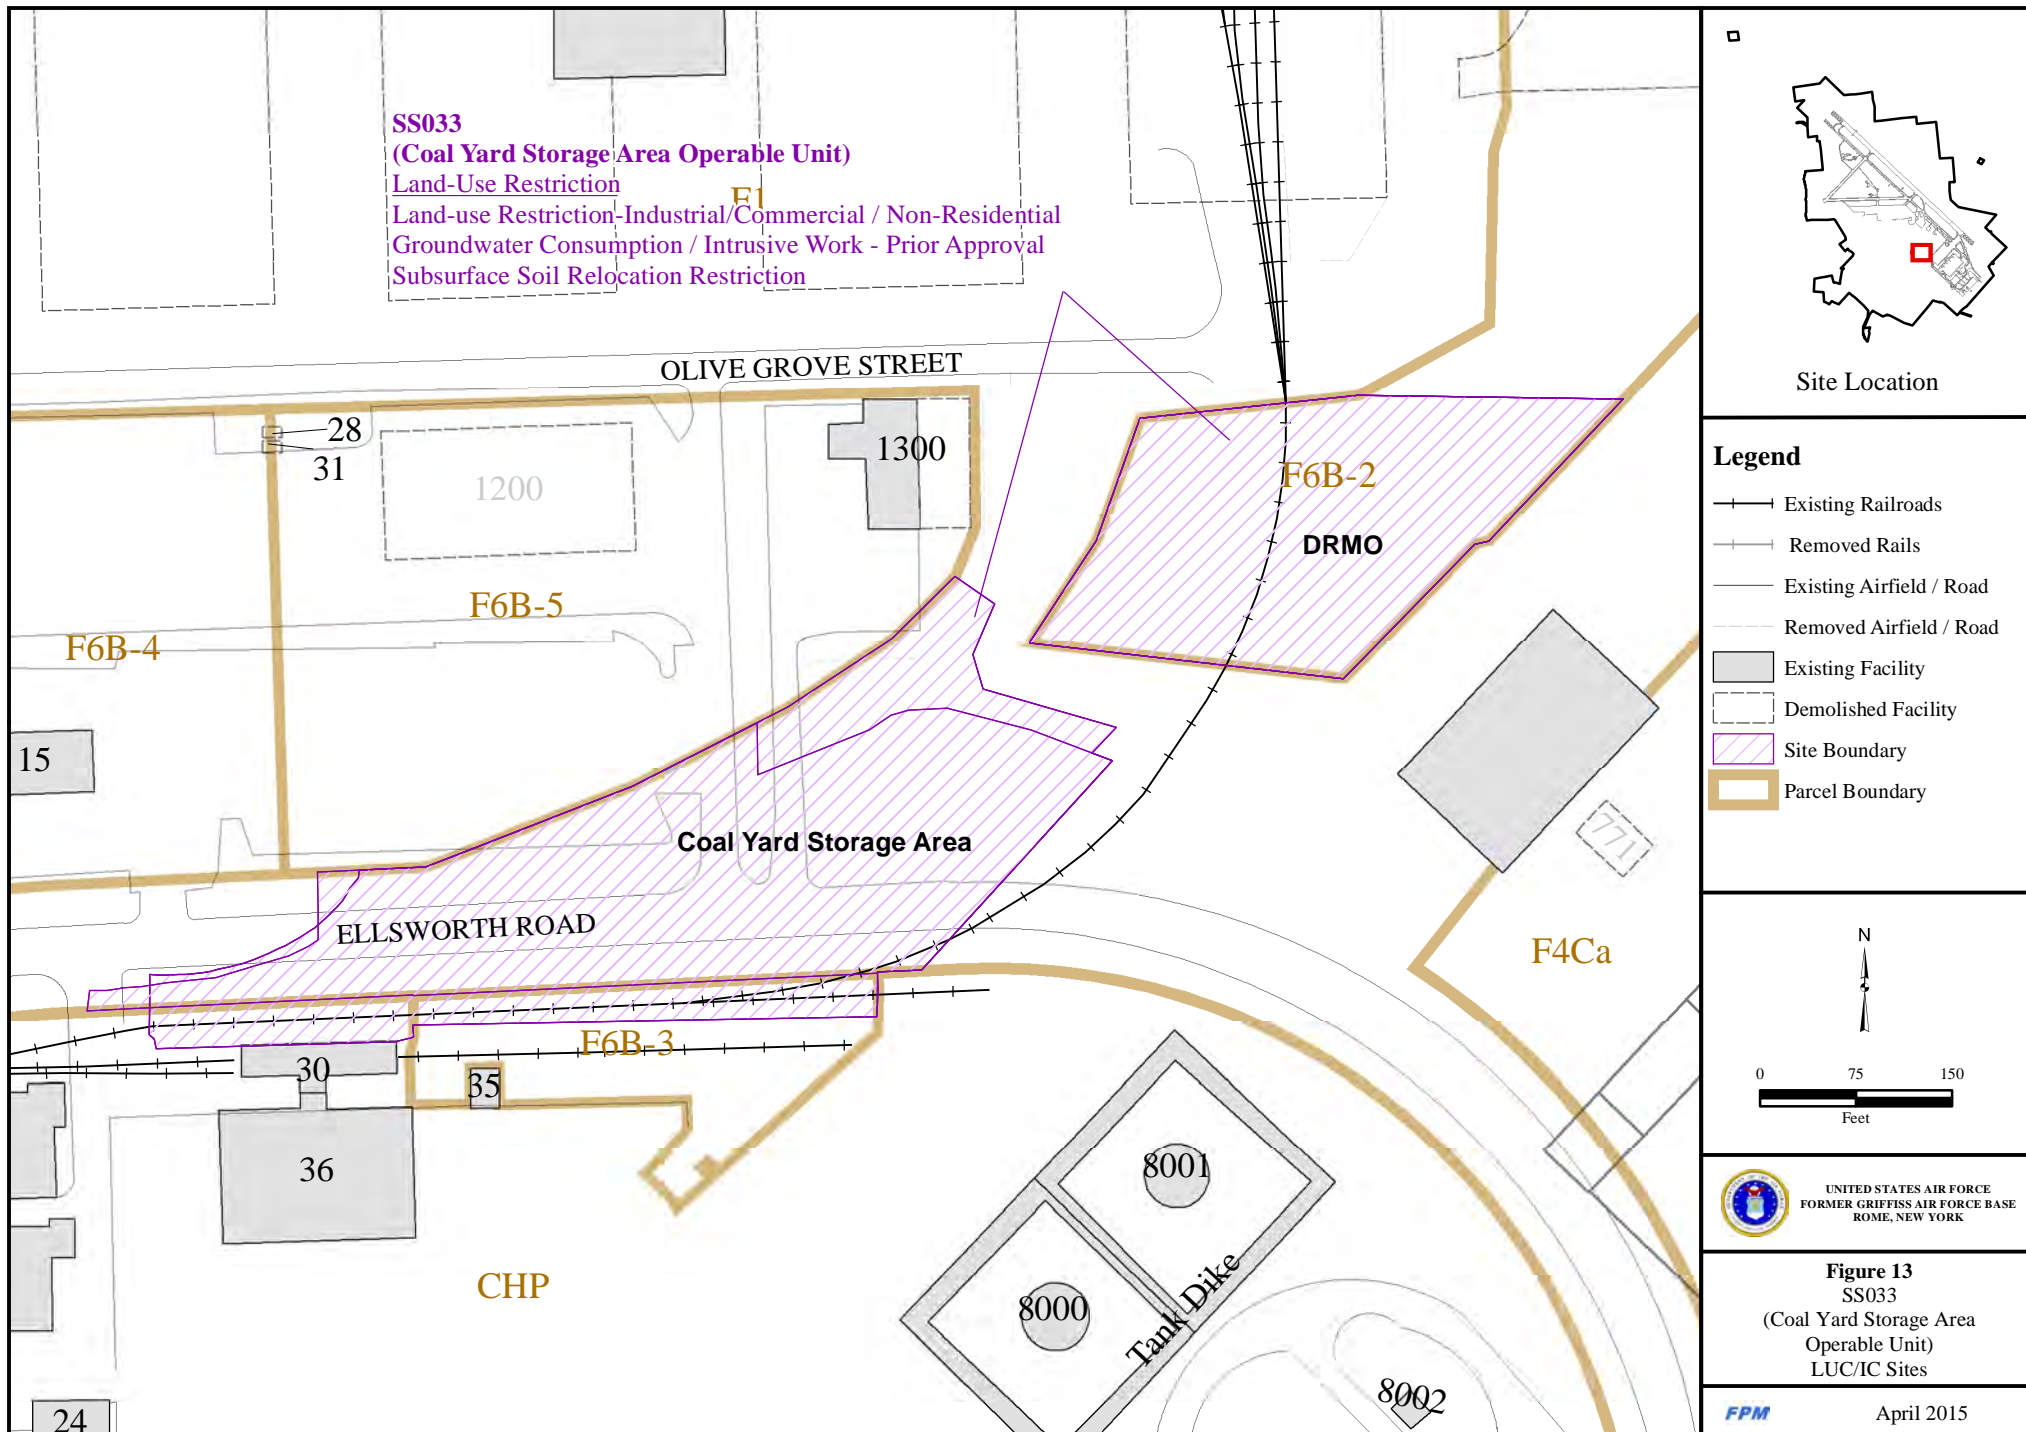 SS033
(Coal Yard Storage Area Operable Unit)
Land-Use Restriction
F1
Land-use Restriction-Industrial/Commercial / Non-Residential
Groundwater Consumption / Intrusive Work - Prior Approval
Subsurface Soil Relocation Restriction
OLIVE GROVE STREET
28
31
1200
1300
F6B-2
DRMO
F6B-5
F6B-4
15
Coal Yard Storage Area
771
ELLSWORTH ROAD
F4Ca
F6B-3
30
35
36
8001
CHP
8000
Tank Dike
8002
24
Site Location
Legend
Existing Railroads
Removed Rails
Existing Airfield / Road
Removed Airfield / Road
Existing Facility
Demolished Facility
Site Boundary
Parcel Boundary
N
0 75 150
Feet
UNITED STATES AIR FORCE
FORMER GRIFFISS AIR FORCE BASE
ROME, NEW YORK
Figure 13
SS033
(Coal Yard Storage Area
Operable Unit)
LUC/IC Sites
FPM
April 2015